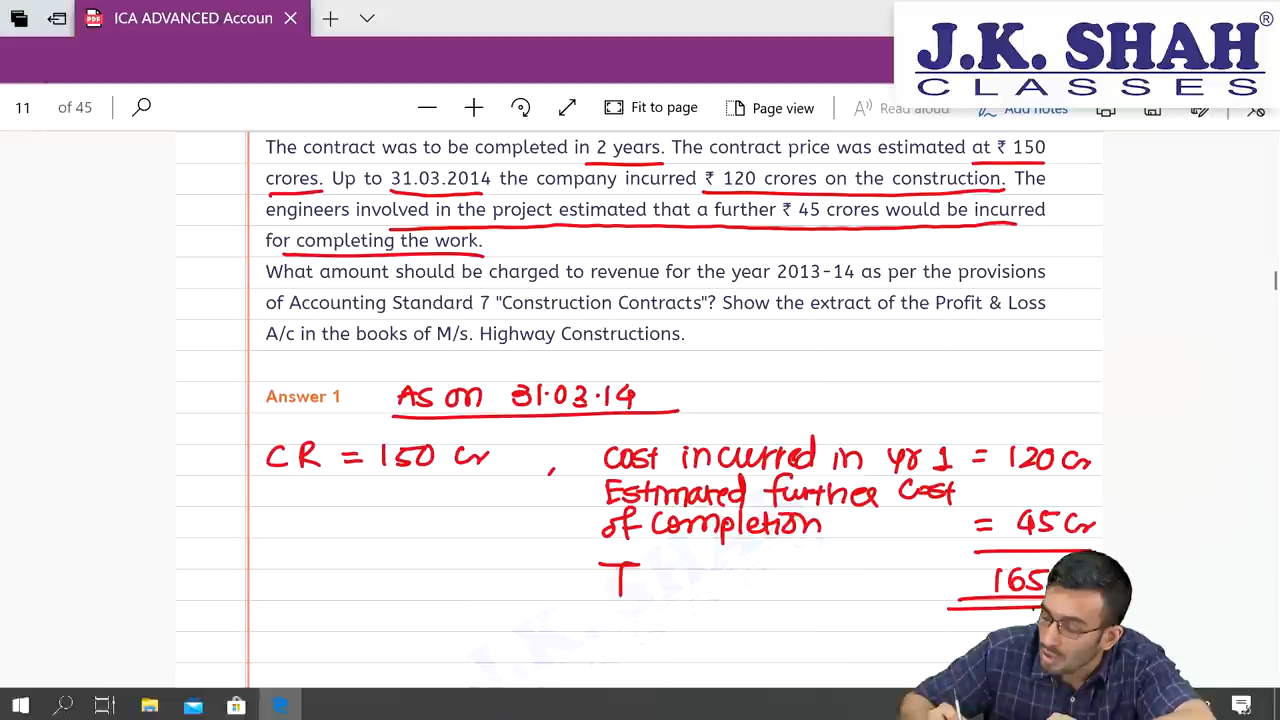 ICA ADVANCED Accoun
J.K. SHAH®
CLASSES
11 of 45
Fit to page
Page view
Read aloud
Add notes
The contract was to be completed in 2 years. The contract price was estimated at ₹ 150
crores. Up to 31.03.2014 the company incurred ₹ 120 crores on the construction. The
engineers involved in the project estimated that a further ₹ 45 crores would be incurred
for completing the work.
What amount should be charged to revenue for the year 2013-14 as per the provisions
of Accounting Standard 7 "Construction Contracts"? Show the extract of the Profit & Loss
A/c in the books of M/s. Highway Constructions.
Answer 1 As on 31.03.14
CR = 150 Cr , Cost incurred in yr 1 = 120 Cr
Estimated further Cost
of Completion = 45 Cr
T 165